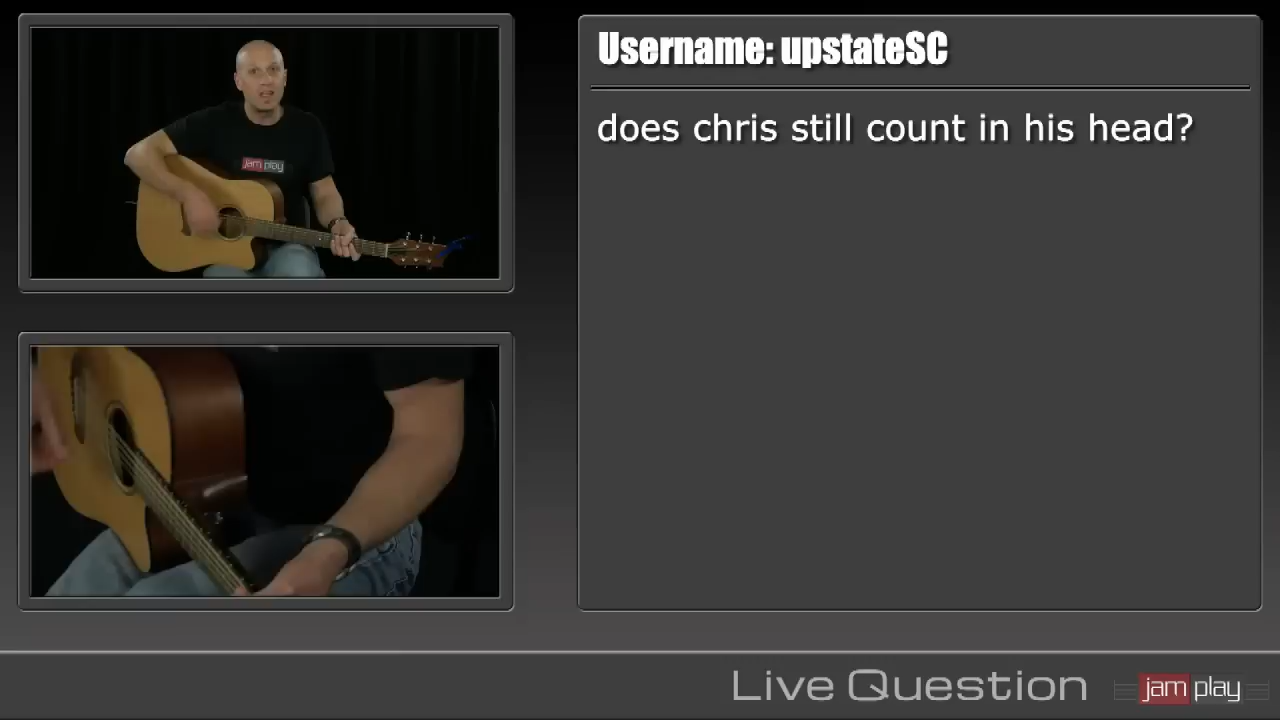 jam play
Username: upstateSC
does chris still count in his head?
Live Question
jam play